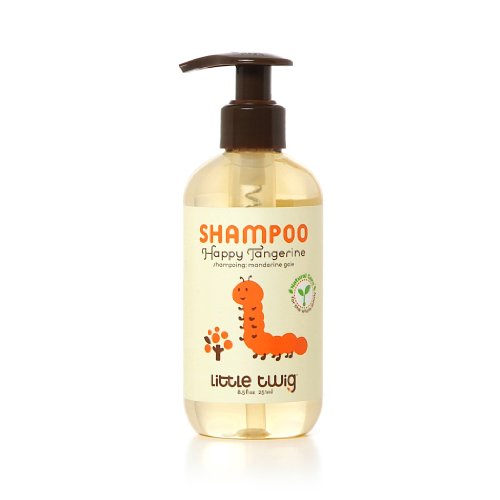 SHAMPOO
Happy Tangerine
shampoing: mandarine gaie
little twig
8.5 fl oz 251ml